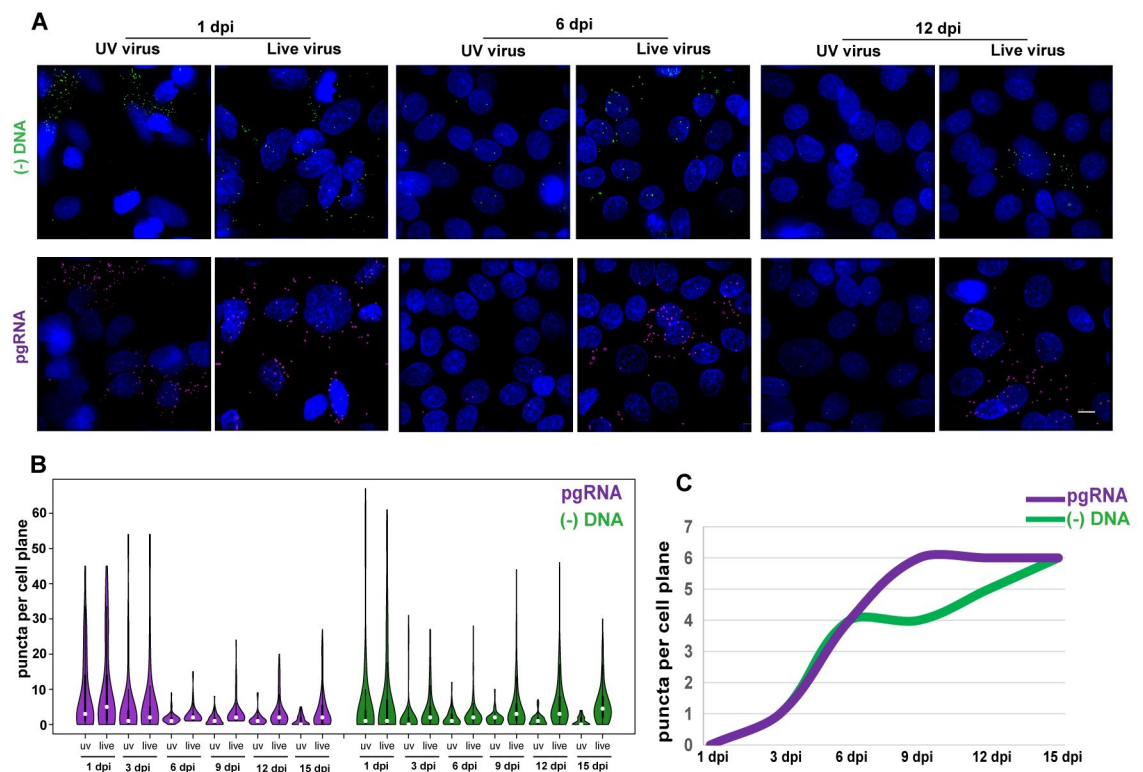 A
1 dpi
6 dpi
12 dpi
UV virus
Live virus
UV virus
Live virus
UV virus
Live virus
(-) DNA
pgRNA
B
pgRNA
(-) DNA
puncta per cell plane
60
50
40
30
20
10
0
uv live uv live uv live uv live uv live uv live uv live uv live uv live uv live uv live uv live
1 dpi 3 dpi 6 dpi 9 dpi 12 dpi 15 dpi 1 dpi 3 dpi 6 dpi 9 dpi 12 dpi 15 dpi
C
pgRNA
(-) DNA
puncta per cell plane
7
6
5
4
3
2
1
0
1 dpi 3 dpi 6 dpi 9 dpi 12 dpi 15 dpi